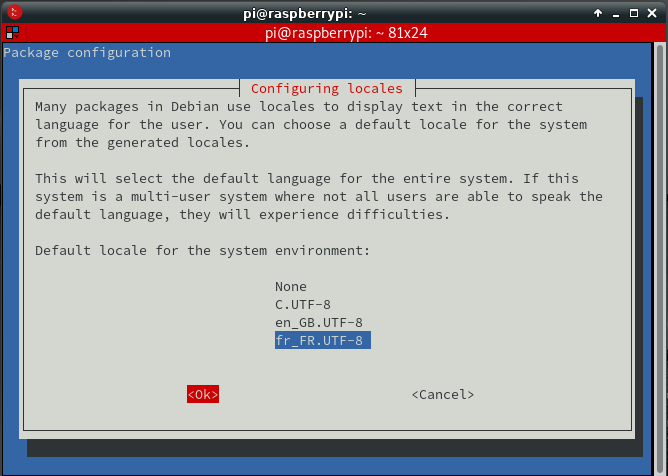 pi@raspberrypi: ~
pi@raspberrypi: ~ 81x24
Package configuration
Configuring locales
Many packages in Debian use locales to display text in the correct
language for the user. You can choose a default locale for the system
from the generated locales.
This will select the default language for the entire system. If this
system is a multi-user system where not all users are able to speak the
default language, they will experience difficulties.
Default locale for the system environment:
None
C.UTF-8
en_GB.UTF-8
fr_FR.UTF-8
<Ok> <Cancel>